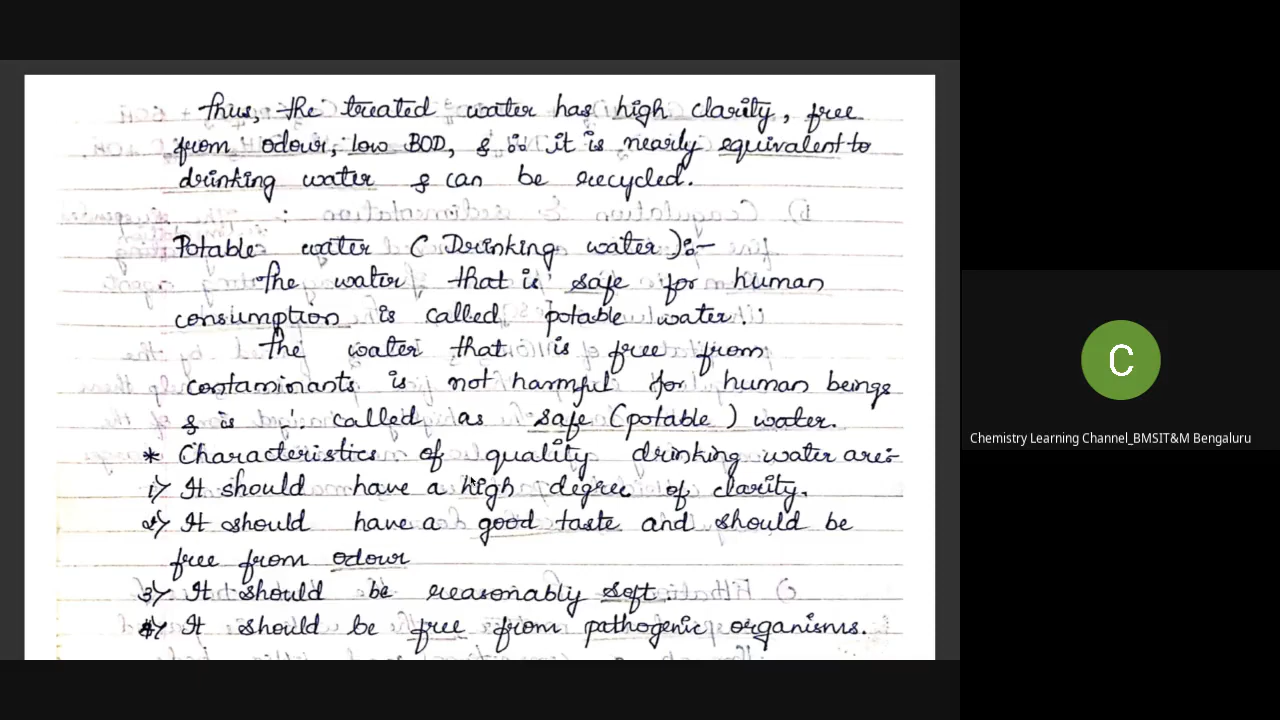 Thus, the treated water has high clarity, free
from odour, low BOD, & ∴ it is nearly equivalent to
drinking water & can be recycled.
Potable water (Drinking water):-
The water that is safe for human
consumption is called potable water.
The water that is free from
contaminants is not harmful for human beings
& is ∴ called as safe (potable) water.
* Characteristics of quality drinking water are:-
1) It should have a high degree of clarity.
2) It should have a good taste and should be
free from odour
3) It should be reasonably soft.
4) It should be free from pathogenic organisms.
C
Chemistry Learning Channel_BMSIT&M Bengaluru